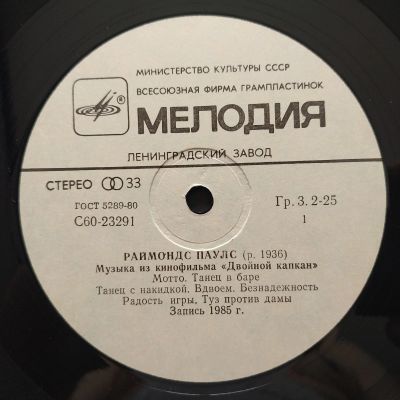 МИНИСТЕРСТВО КУЛЬТУРЫ СССР
ВСЕСОЮЗНАЯ ФИРМА ГРАМПЛАСТИНОК
® МЕЛОДИЯ
ЛЕНИНГРАДСКИЙ ЗАВОД
СТЕРЕО 33
ГОСТ 5289-80
С60-23291
Гр. 3. 2-25
1
РАЙМОНДС ПАУЛС (р. 1936)
Музыка из кинофильма «Двойной капкан»
Мотто. Танец в баре
Танец с накидкой. Вдвоем. Безнадежность
Радость игры. Туз против дамы
Запись 1985 г.